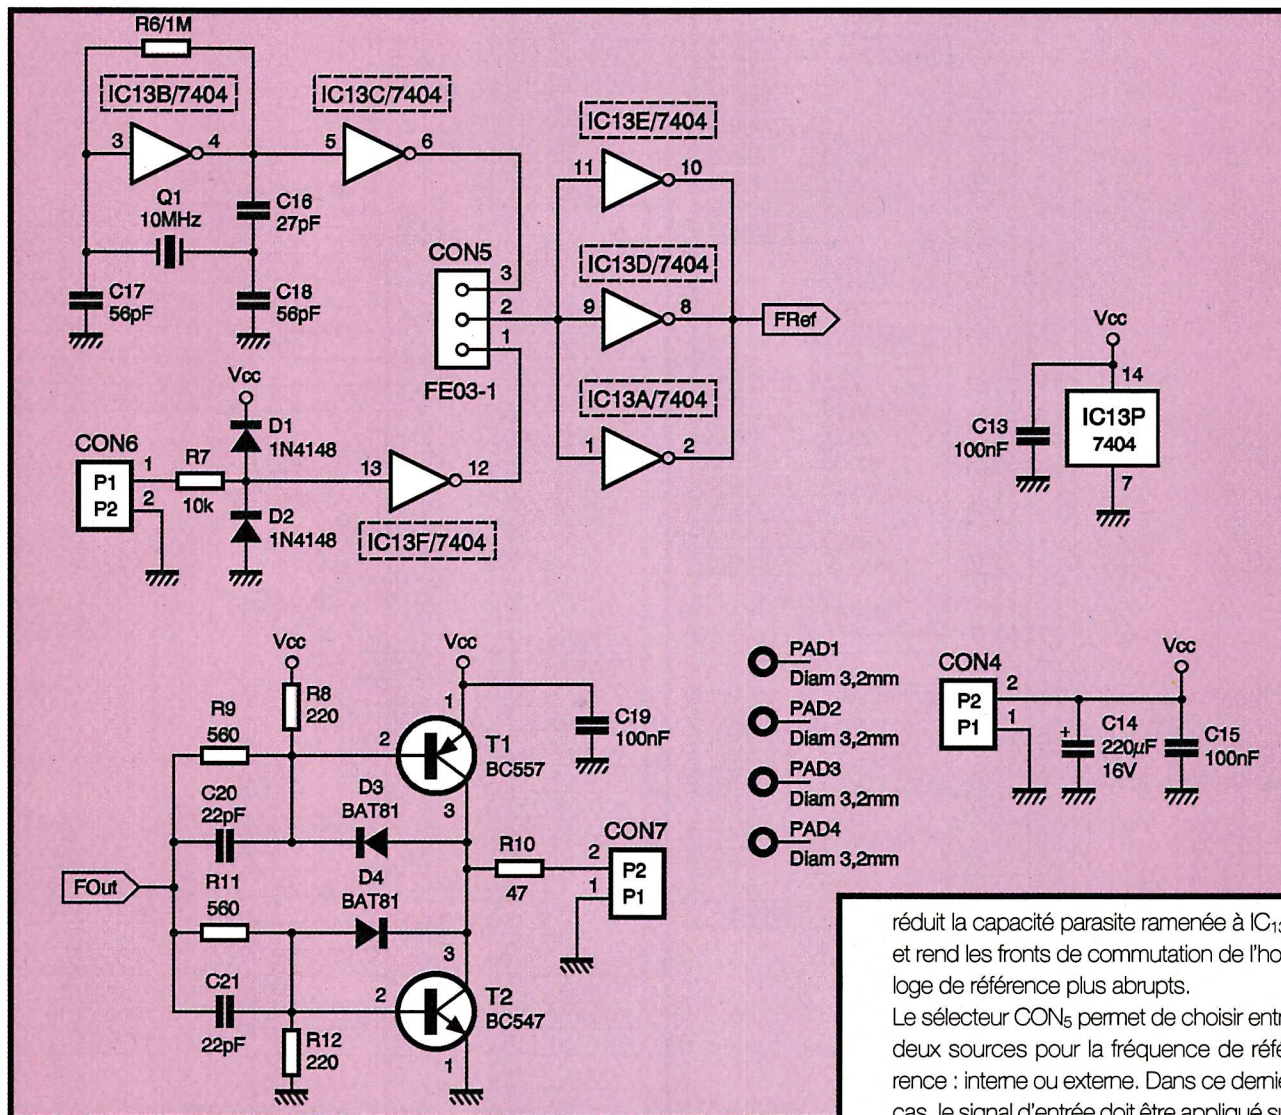 R6/1M
IC13B/7404
IC13C/7404
3
4
5
6
Q1
10MHz
C16
27pF
C17
56pF
C18
56pF
IC13E/7404
11
10
CON5
3
2
1
FE03-1
IC13D/7404
9
8
FRef
IC13A/7404
1
2
Vcc
14
C13
100nF
IC13P
7404
7
Vcc
D1
1N4148
CON6
P1
P2
1
2
R7
10k
D2
1N4148
13
12
IC13F/7404
Vcc
Vcc
R8
220
R9
560
1
2
T1
BC557
3
C19
100nF
C20
22pF
D3
BAT81
FOut
R11
560
D4
BAT81
R10
47
CON7
2
1
P2
P1
C21
22pF
3
2
T2
BC547
1
R12
220
PAD1
Diam 3,2mm
PAD2
Diam 3,2mm
PAD3
Diam 3,2mm
PAD4
Diam 3,2mm
CON4
P2
P1
2
1
Vcc
+
C14
220µF
16V
C15
100nF
réduit la capacité parasite ramenée à
et rend les fronts de commutation de l'ho
loge de référence plus abrupts.
Le sélecteur CON₅ permet de choisir entr
deux sources pour la fréquence de réfé
rence : interne ou externe. Dans ce dernie
cas, le signal d'entrée doit être appliqué